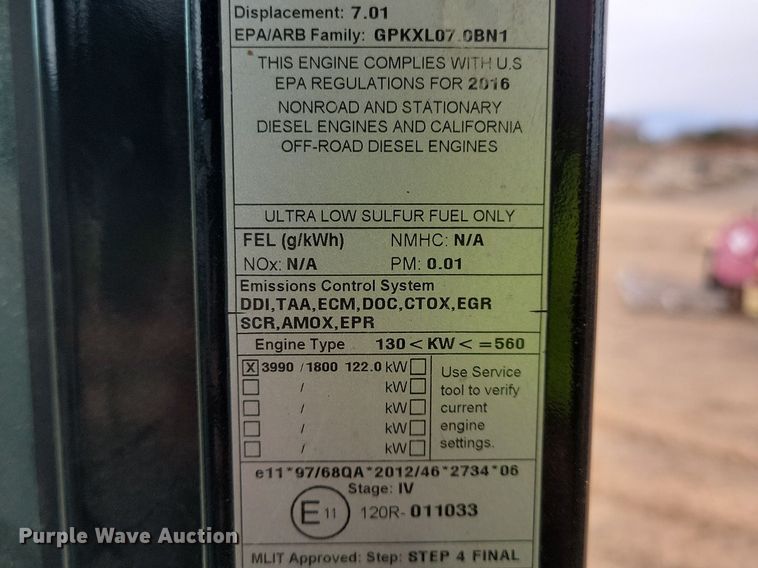 Displacement: 7.01
EPA/ARB Family: GPKXL07.0BN1
THIS ENGINE COMPLIES WITH U.S
EPA REGULATIONS FOR 2016
NONROAD AND STATIONARY
DIESEL ENGINES AND CALIFORNIA
OFF-ROAD DIESEL ENGINES
ULTRA LOW SULFUR FUEL ONLY
FEL (g/kWh) NMHC: N/A
NOx: N/A PM: 0.01
Emissions Control System
DDI,TAA,ECM,DOC,CTOX,EGR
SCR,AMOX,EPR
Engine Type 130 < KW < =560
X 3990 / 1800 122.0 kW
/ kW
/ kW
/ kW
/ kW
Use Service
tool to verify
current
engine
settings.
e11*97/68QA*2012/46*2734*06
Stage: IV
E 11 120R- 011033
MLIT Approved: Step: STEP 4 FINAL
Purple Wave Auction